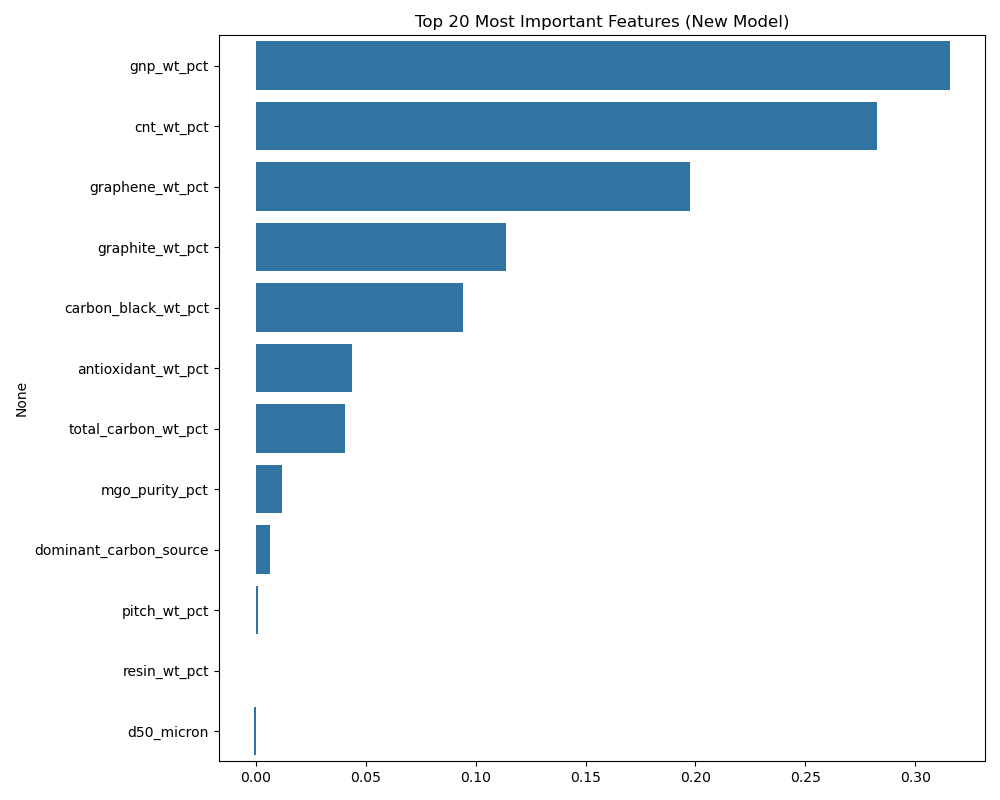 Top 20 Most Important Features (New Model)
gnp_wt_pct
cnt_wt_pct
graphene_wt_pct
graphite_wt_pct
carbon_black_wt_pct
antioxidant_wt_pct
total_carbon_wt_pct
mgo_purity_pct
dominant_carbon_source
pitch_wt_pct
resin_wt_pct
d50_micron
None
0.00 0.05 0.10 0.15 0.20 0.25 0.30